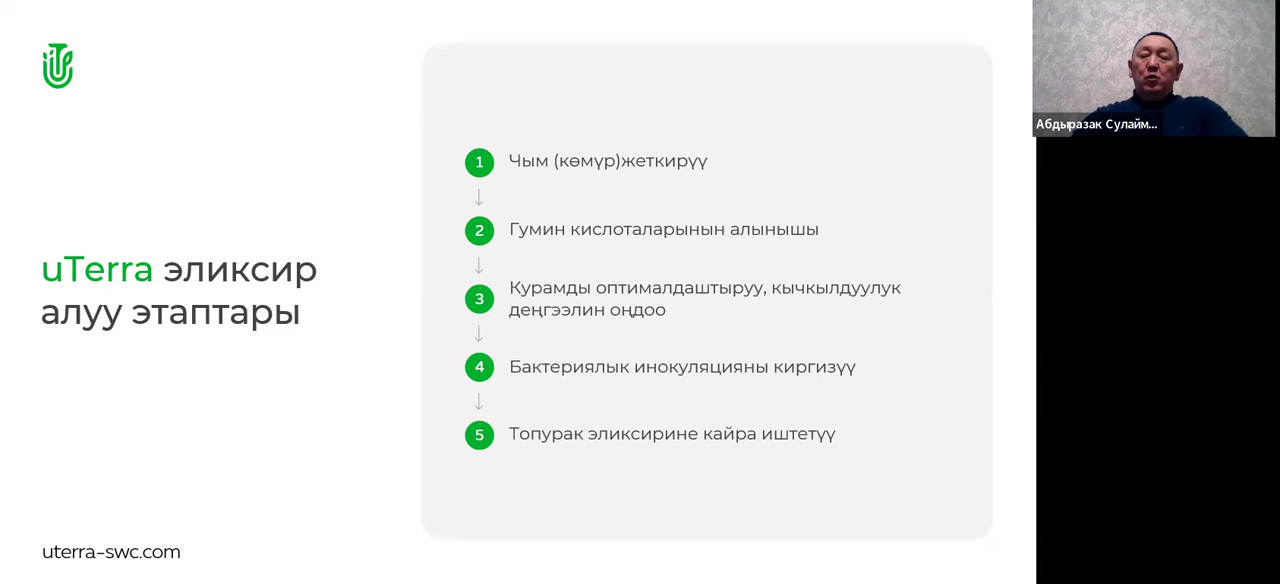 uTerra эликсир
алуу этаптары
1 Чым (көмүр)жеткирүү
2 Гумин кислоталарынын алынышы
3 Курамды оптималдаштыруу, кычкылдуулук
деңгээлин оңдоо
4 Бактериялык инокуляцияны киргизүү
5 Топурак эликсирине кайра иштетүү
uterra-swc.com
Абдыразак Сулайм...